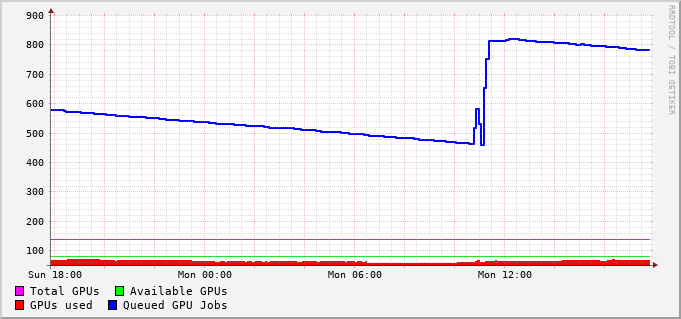 900
800
700
600
500
400
300
200
100
Sun 18:00 Mon 00:00 Mon 06:00 Mon 12:00
Total GPUs Available GPUs
GPUs used Queued GPU Jobs
RRDTOOL / TOBI OETIKER